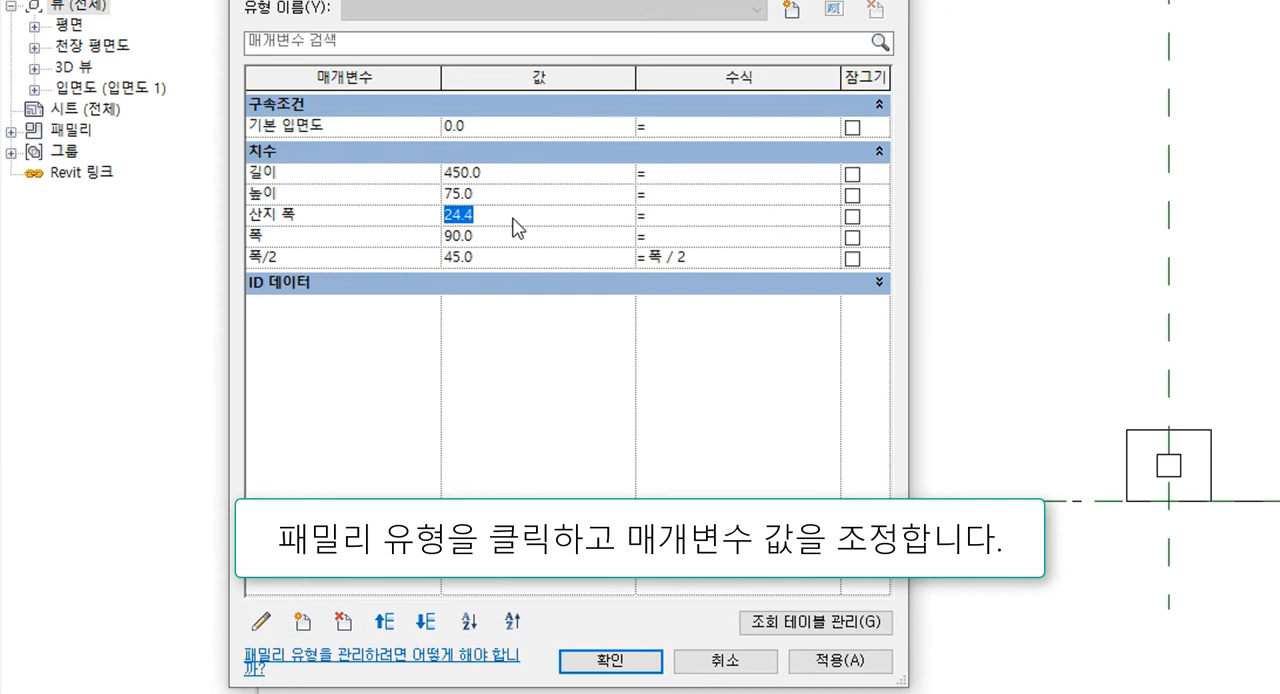 뷰 (전체)
평면
천장 평면도
3D 뷰
입면도 (입면도 1)
시트 (전체)
패밀리
그룹
Revit 링크
유형 이름(Y):
매개변수 검색
매개변수 값 수식 잠그기
구속조건
기본 입면도 0.0 =
치수
길이 450.0 =
높이 75.0 =
산지 폭 24.4 =
폭 90.0 =
폭/2 45.0 = 폭 / 2
ID 데이터
패밀리 유형을 클릭하고 매개변수 값을 조정합니다.
조회 테이블 관리(G)
패밀리 유형을 관리하려면 어떻게 해야 합니
까?
확인 취소 적용(A)